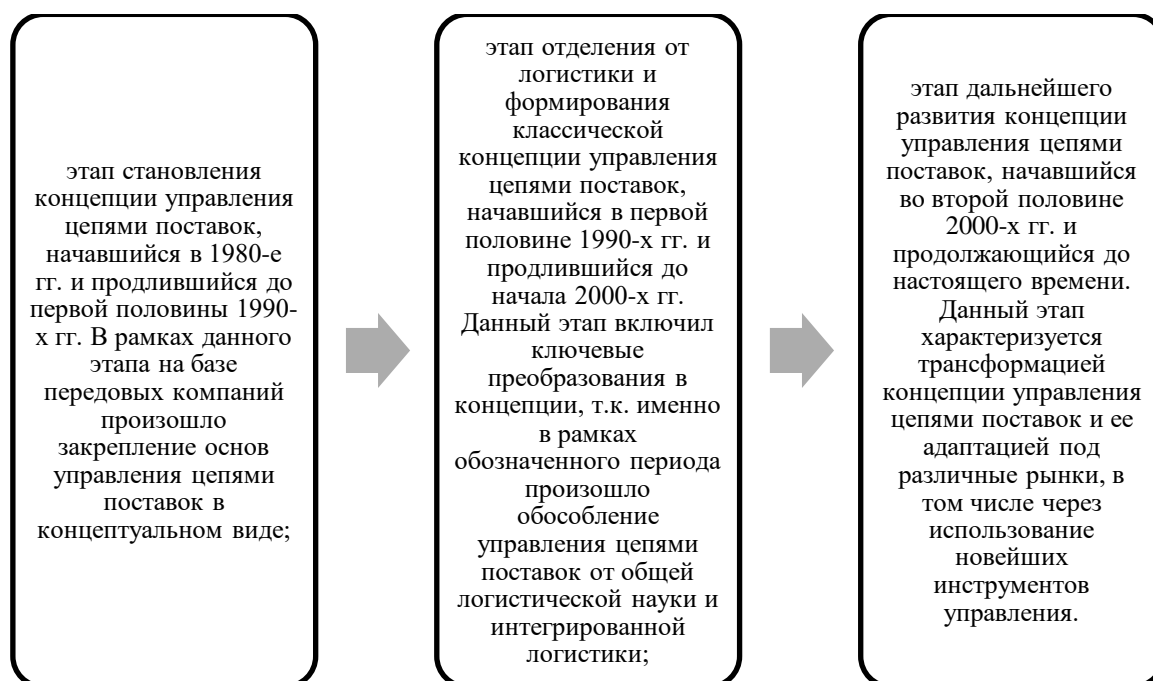 этап становления
концепции управления
цепями поставок,
начавшийся в 1980-е
гг. и продлившийся до
первой половины 1990-
х гг. В рамках данного
этапа на базе
передовых компаний
произошло
закрепление основ
управления цепями
поставок в
концептуальном виде;
этап отделения от
логистики и
формирования
классической
концепции управления
цепями поставок,
начавшийся в первой
половине 1990-х гг. и
продлившийся до
начала 2000-х гг.
Данный этап включил
ключевые
преобразования в
концепции, т.к. именно
в рамках
обозначенного периода
произошло
обособление
управления цепями
поставок от общей
логистической науки и
интегрированной
логистики;
этап дальнейшего
развития концепции
управления цепями
поставок, начавшийся
во второй половине
2000-х гг. и
продолжающийся до
настоящего времени.
Данный этап
характеризуется
трансформацией
концепции управления
цепями поставок и ее
адаптацией под
различные рынки, в
том числе через
использование
новейших
инструментов
управления.